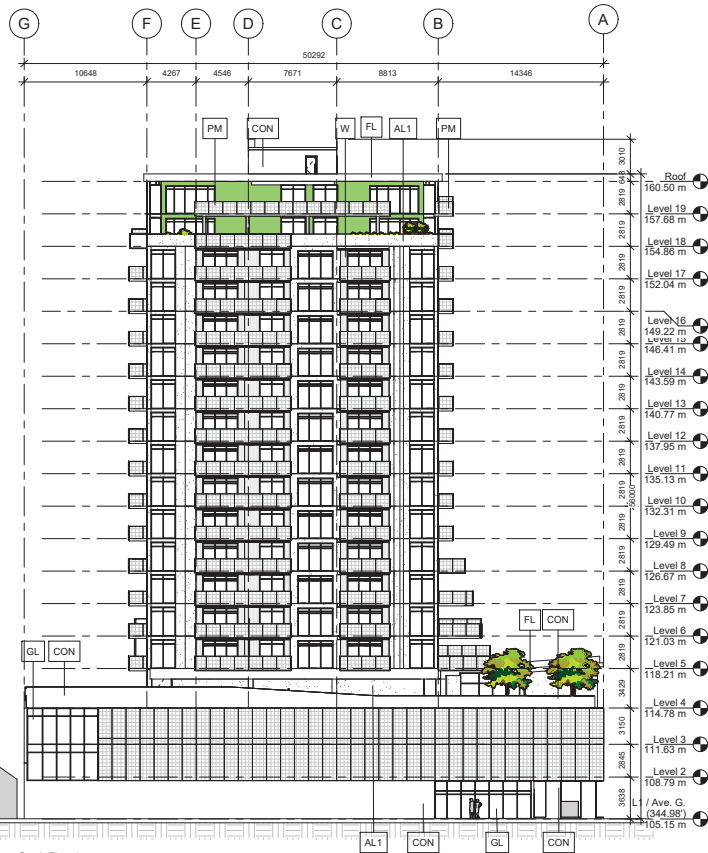 G F E D C B A
50292
10648 4267 4546 7671 8813 14346
PM CON W FL AL1 PM
3010
648
Roof
160.50 m
2819
Level 19
157.68 m
2819
Level 18
154.86 m
2819
Level 17
152.04 m
2819
Level 16
149.22 m
2819
Level 15
146.41 m
2819
Level 14
143.59 m
2819
Level 13
140.77 m
2819
Level 12
137.95 m
2819
Level 11
135.13 m
2819
56000
Level 10
132.31 m
2819
Level 9
129.49 m
2819
Level 8
126.67 m
2819
Level 7
123.85 m
2819
Level 6
121.03 m
FL CON
2819
GL CON
Level 5
118.21 m
3429
Level 4
114.78 m
3150
Level 3
111.63 m
2845
Level 2
108.79 m
3638
L1 / Ave. G.
(344.98')
105.15 m
AL1 CON GL CON